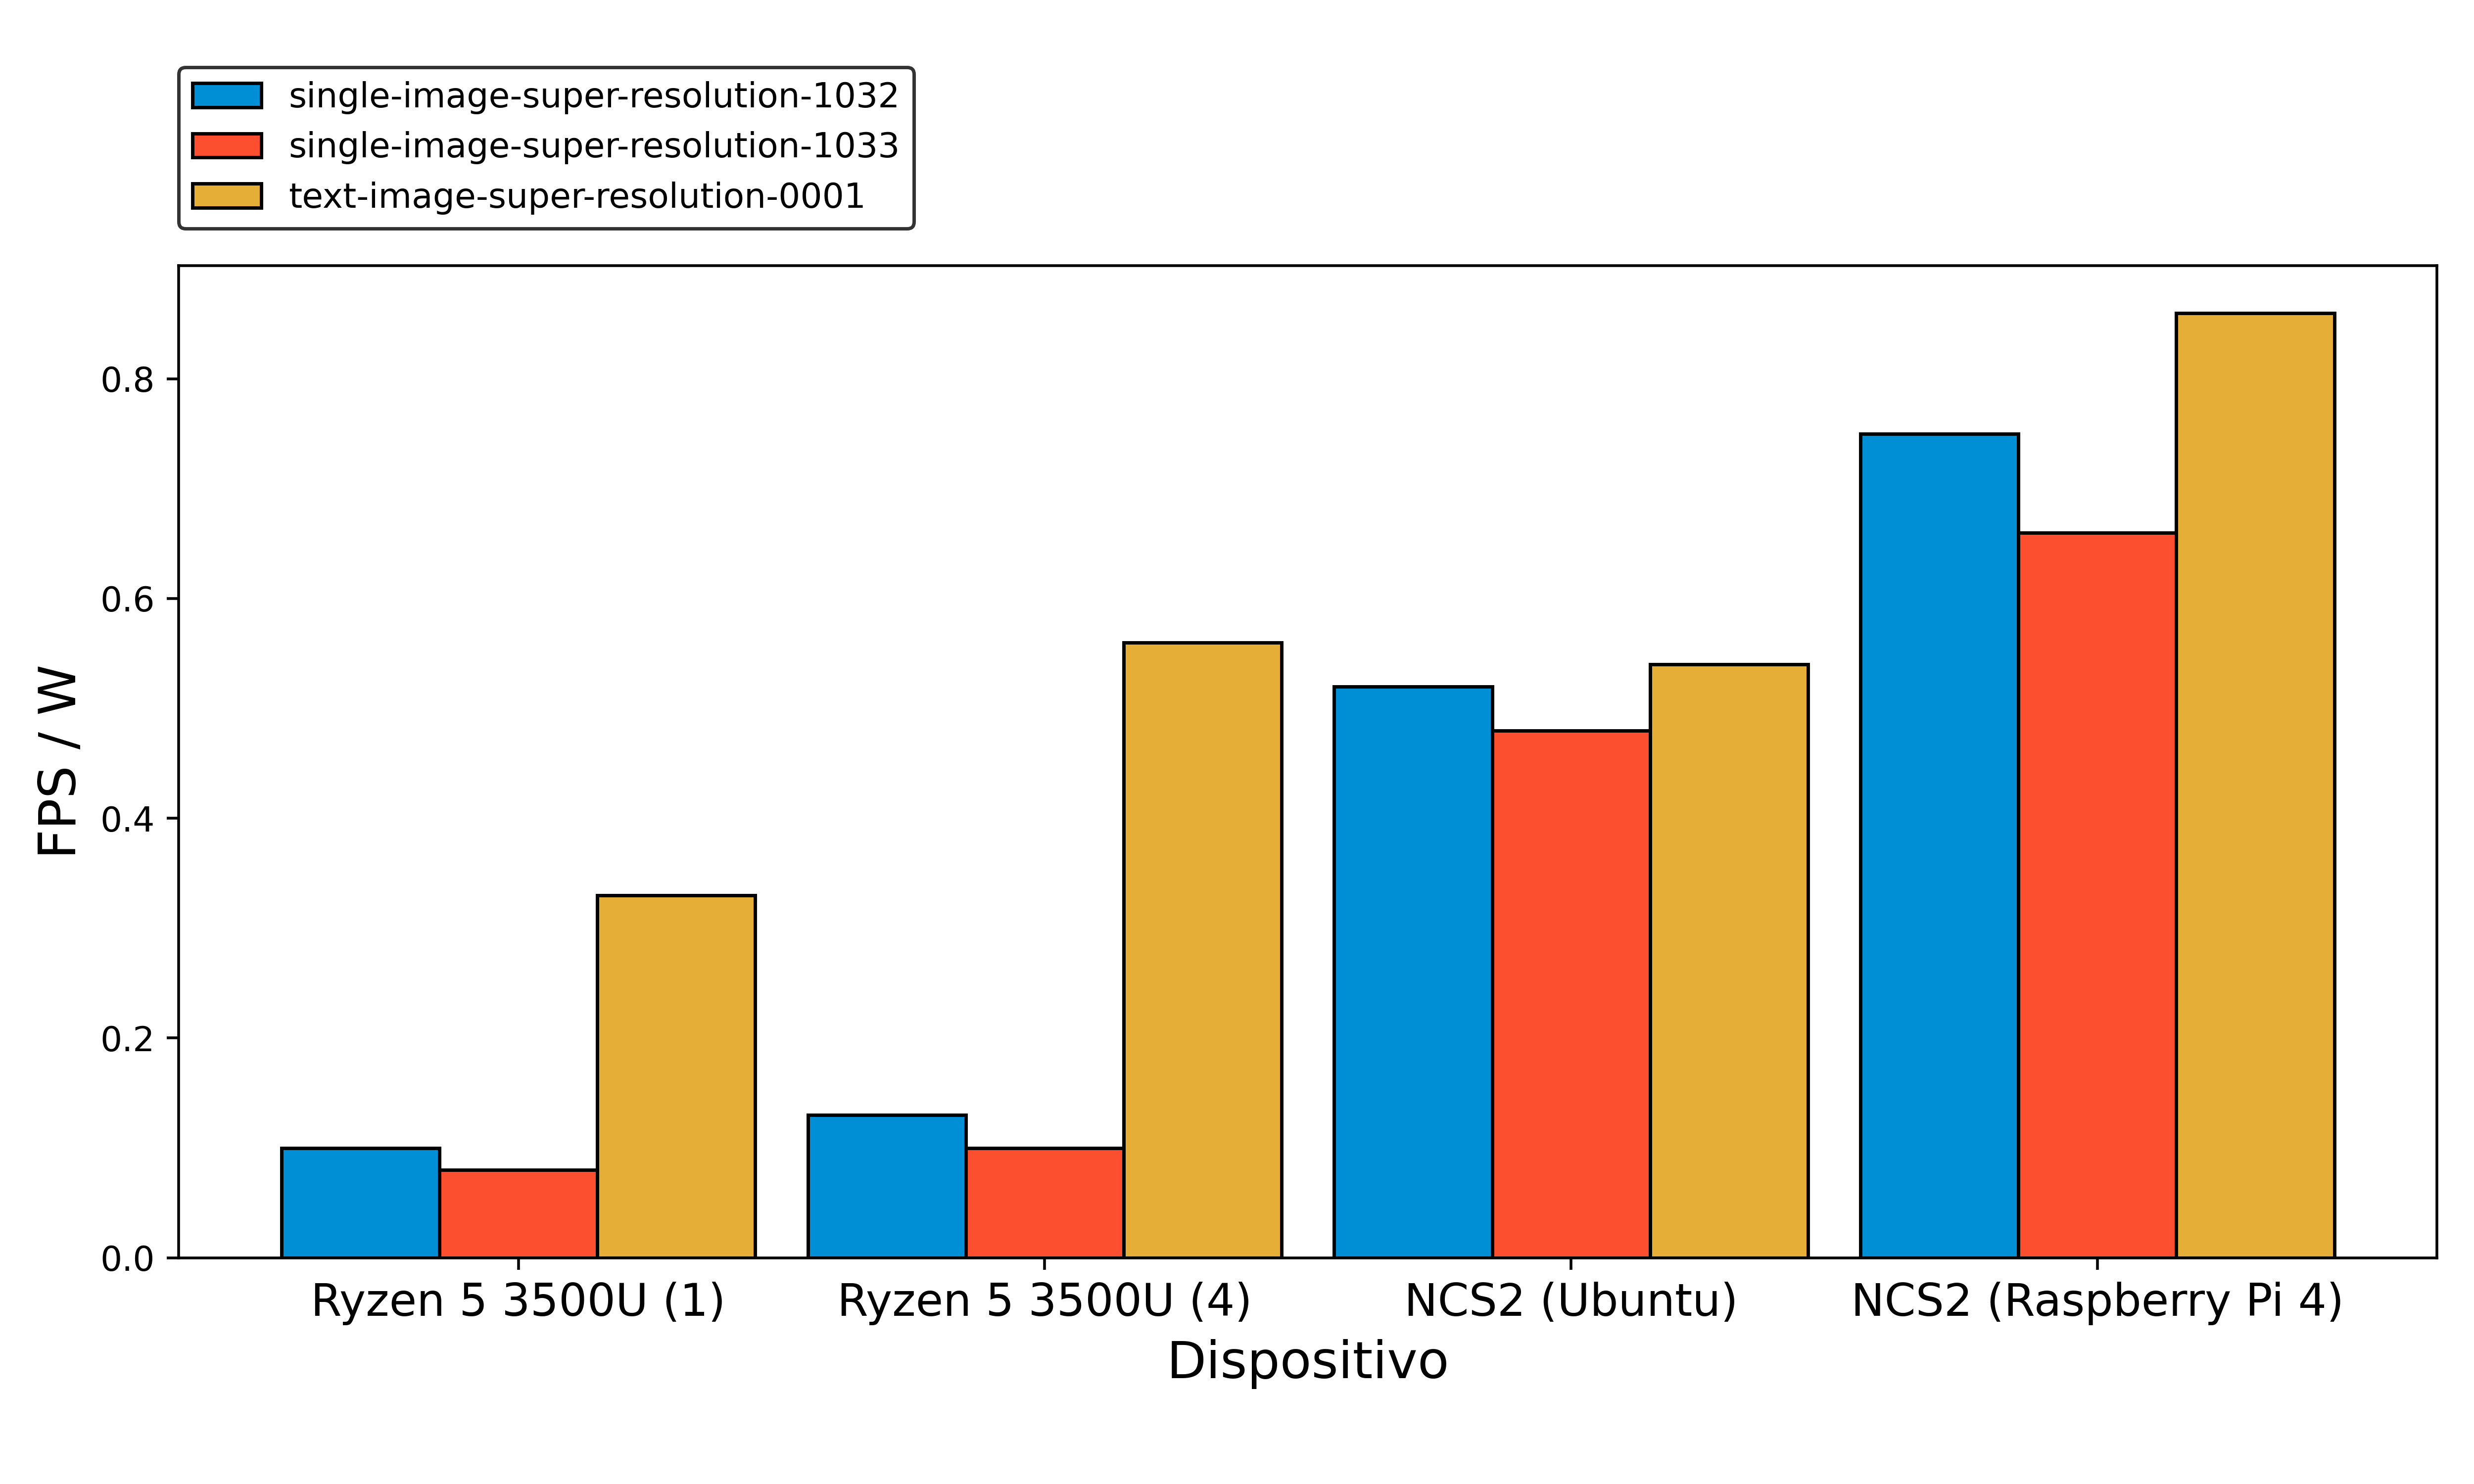 single-image-super-resolution-1032
single-image-super-resolution-1033
text-image-super-resolution-0001
FPS / W
0.8
0.6
0.4
0.2
0.0
Ryzen 5 3500U (1)
Ryzen 5 3500U (4)
NCS2 (Ubuntu)
NCS2 (Raspberry Pi 4)
Dispositivo